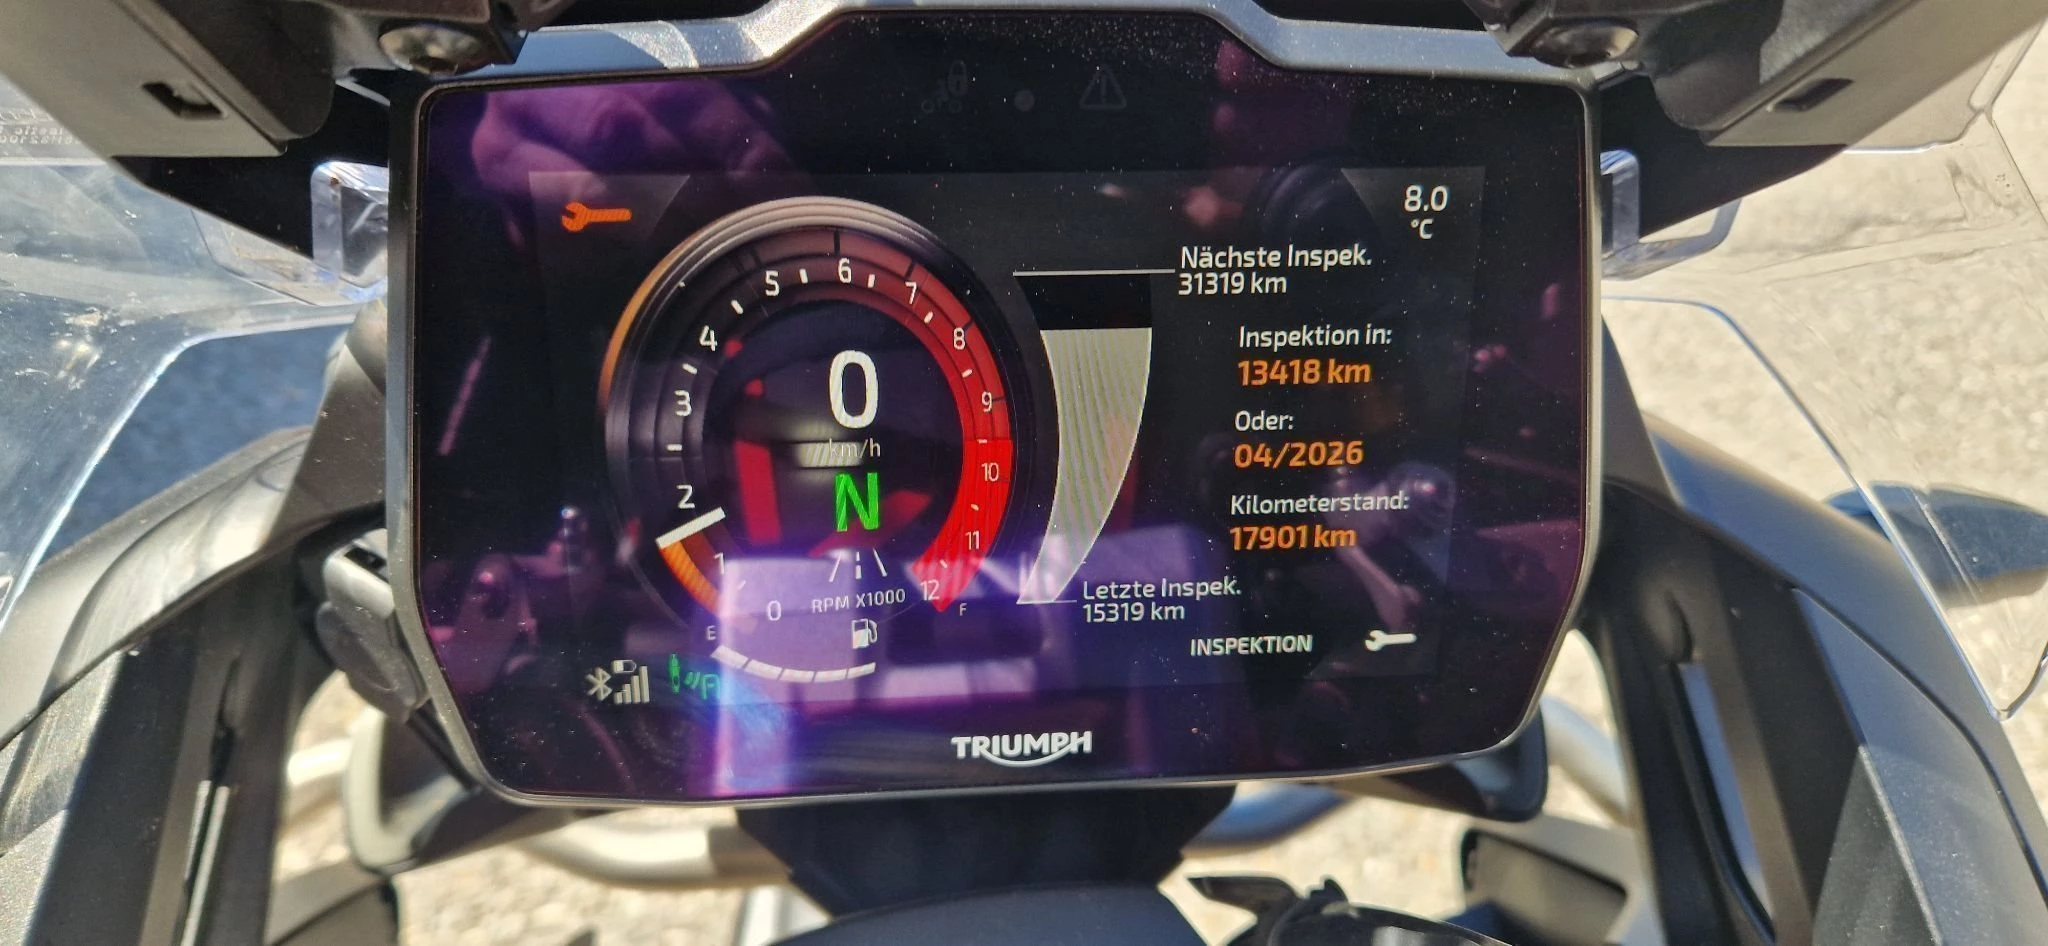 8.0
°C
Nächste Inspek.
31319 km
Inspektion in:
13418 km
Oder:
04/2026
Kilometerstand:
17901 km
Letzte Inspek.
15319 km
INSPEKTION
0
1
2
3
4
5
6
7
8
9
10
11
12
0
km/h
N
RPM X1000
E
F
TRIUMPH